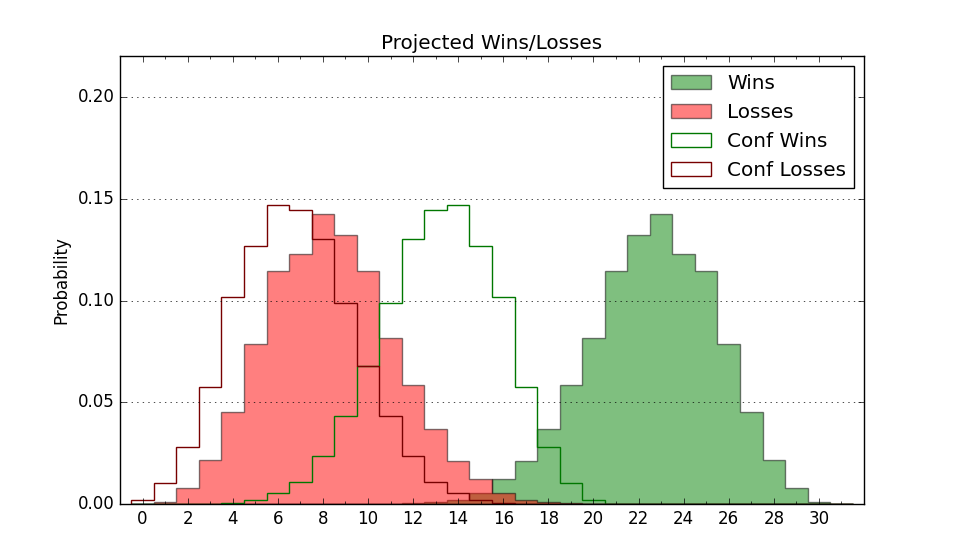 Projected Wins/Losses
Wins
Losses
Conf Wins
Conf Losses
Probability
0.20
0.15
0.10
0.05
0.00
0 2 4 6 8 10 12 14 16 18 20 22 24 26 28 30